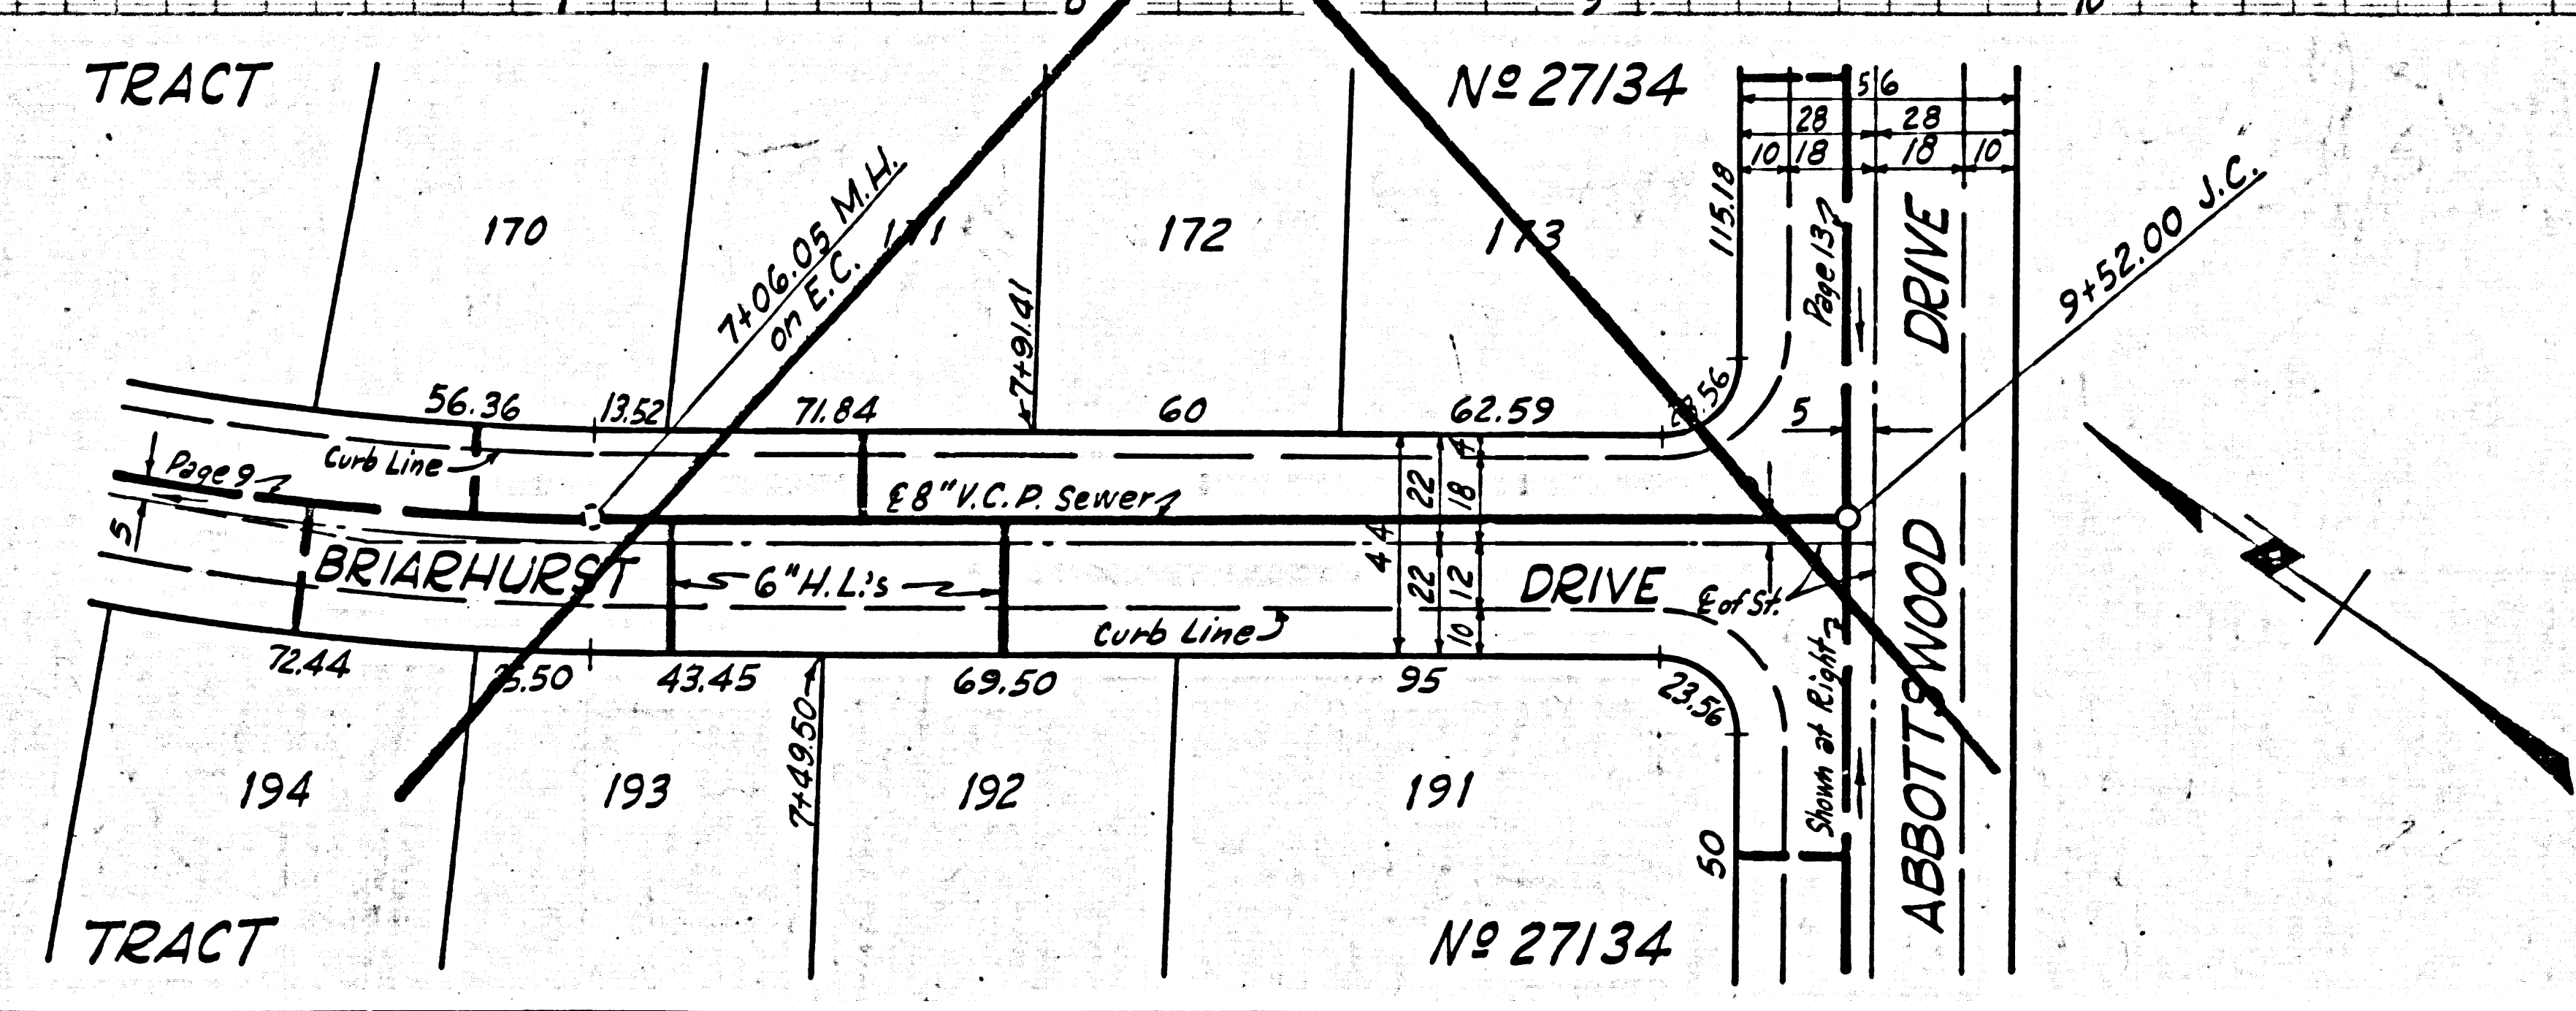 8 9 10
TRACT
Nº 27134
56
28 28
10 18 18 10
170
171
172
173
7+06.05 M.H.
on E.C.
7+91.41
115.18
Page 13
DRIVE
9+52.00 J.C.
56.36
13.52
71.84
60
62.59
5
Page 9
Curb Line
℄ 8" V.C.P. Sewer
22
18
4
44
22
12
10
5
BRIARHURST
6" H.L.'s
DRIVE
℄ of St.
Curb Line
72.44
43.45
69.50
95
23.56
7+49.50
Shown at Right
ABBOTTSWOOD
194
193
192
191
50
TRACT
Nº 27134